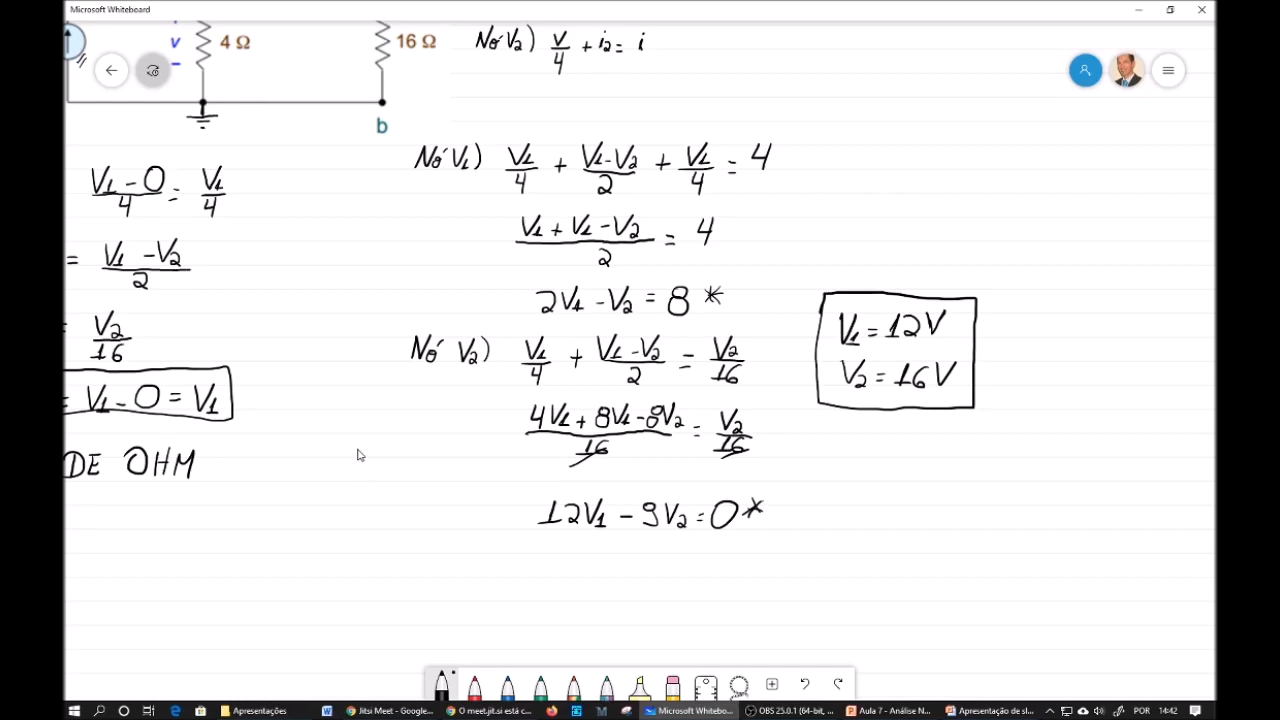 Microsoft Whiteboard
v
4 Ω
16 Ω
b
Nó V2) V/4 + i2 = i
V1 - 0/4 = V1/4
= V1 - V2/2
= V2/16
= V1 - 0 = V1
DE OHM
Nó V1) V1/4 + V1-V2/2 + V1/4 = 4
V1 + V1 - V2/2 = 4
2V1 - V2 = 8 *
Nó V2) V1/4 + V1-V2/2 = V2/16
4V1 + 8V1 - 8V2/16 = V2/16
12V1 - 9V2 = 0 *
V1 = 12V
V2 = 16V
Apresentações
Jitsi Meet - Google...
O meet.jit.si está c...
Microsoft Whitebo...
OBS 25.0.1 (64-bit, ...
Aula 7 - Análise N...
Apresentação de sl...
POR
14:42